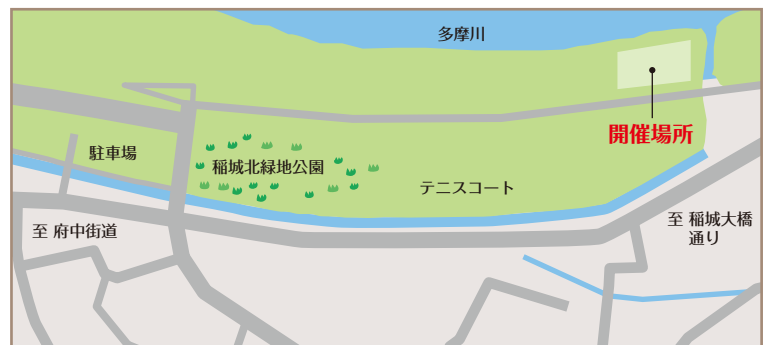 多摩川
開催場所
駐車場
稲城北緑地公園
テニスコート
至 府中街道
至 稲城大橋
通り